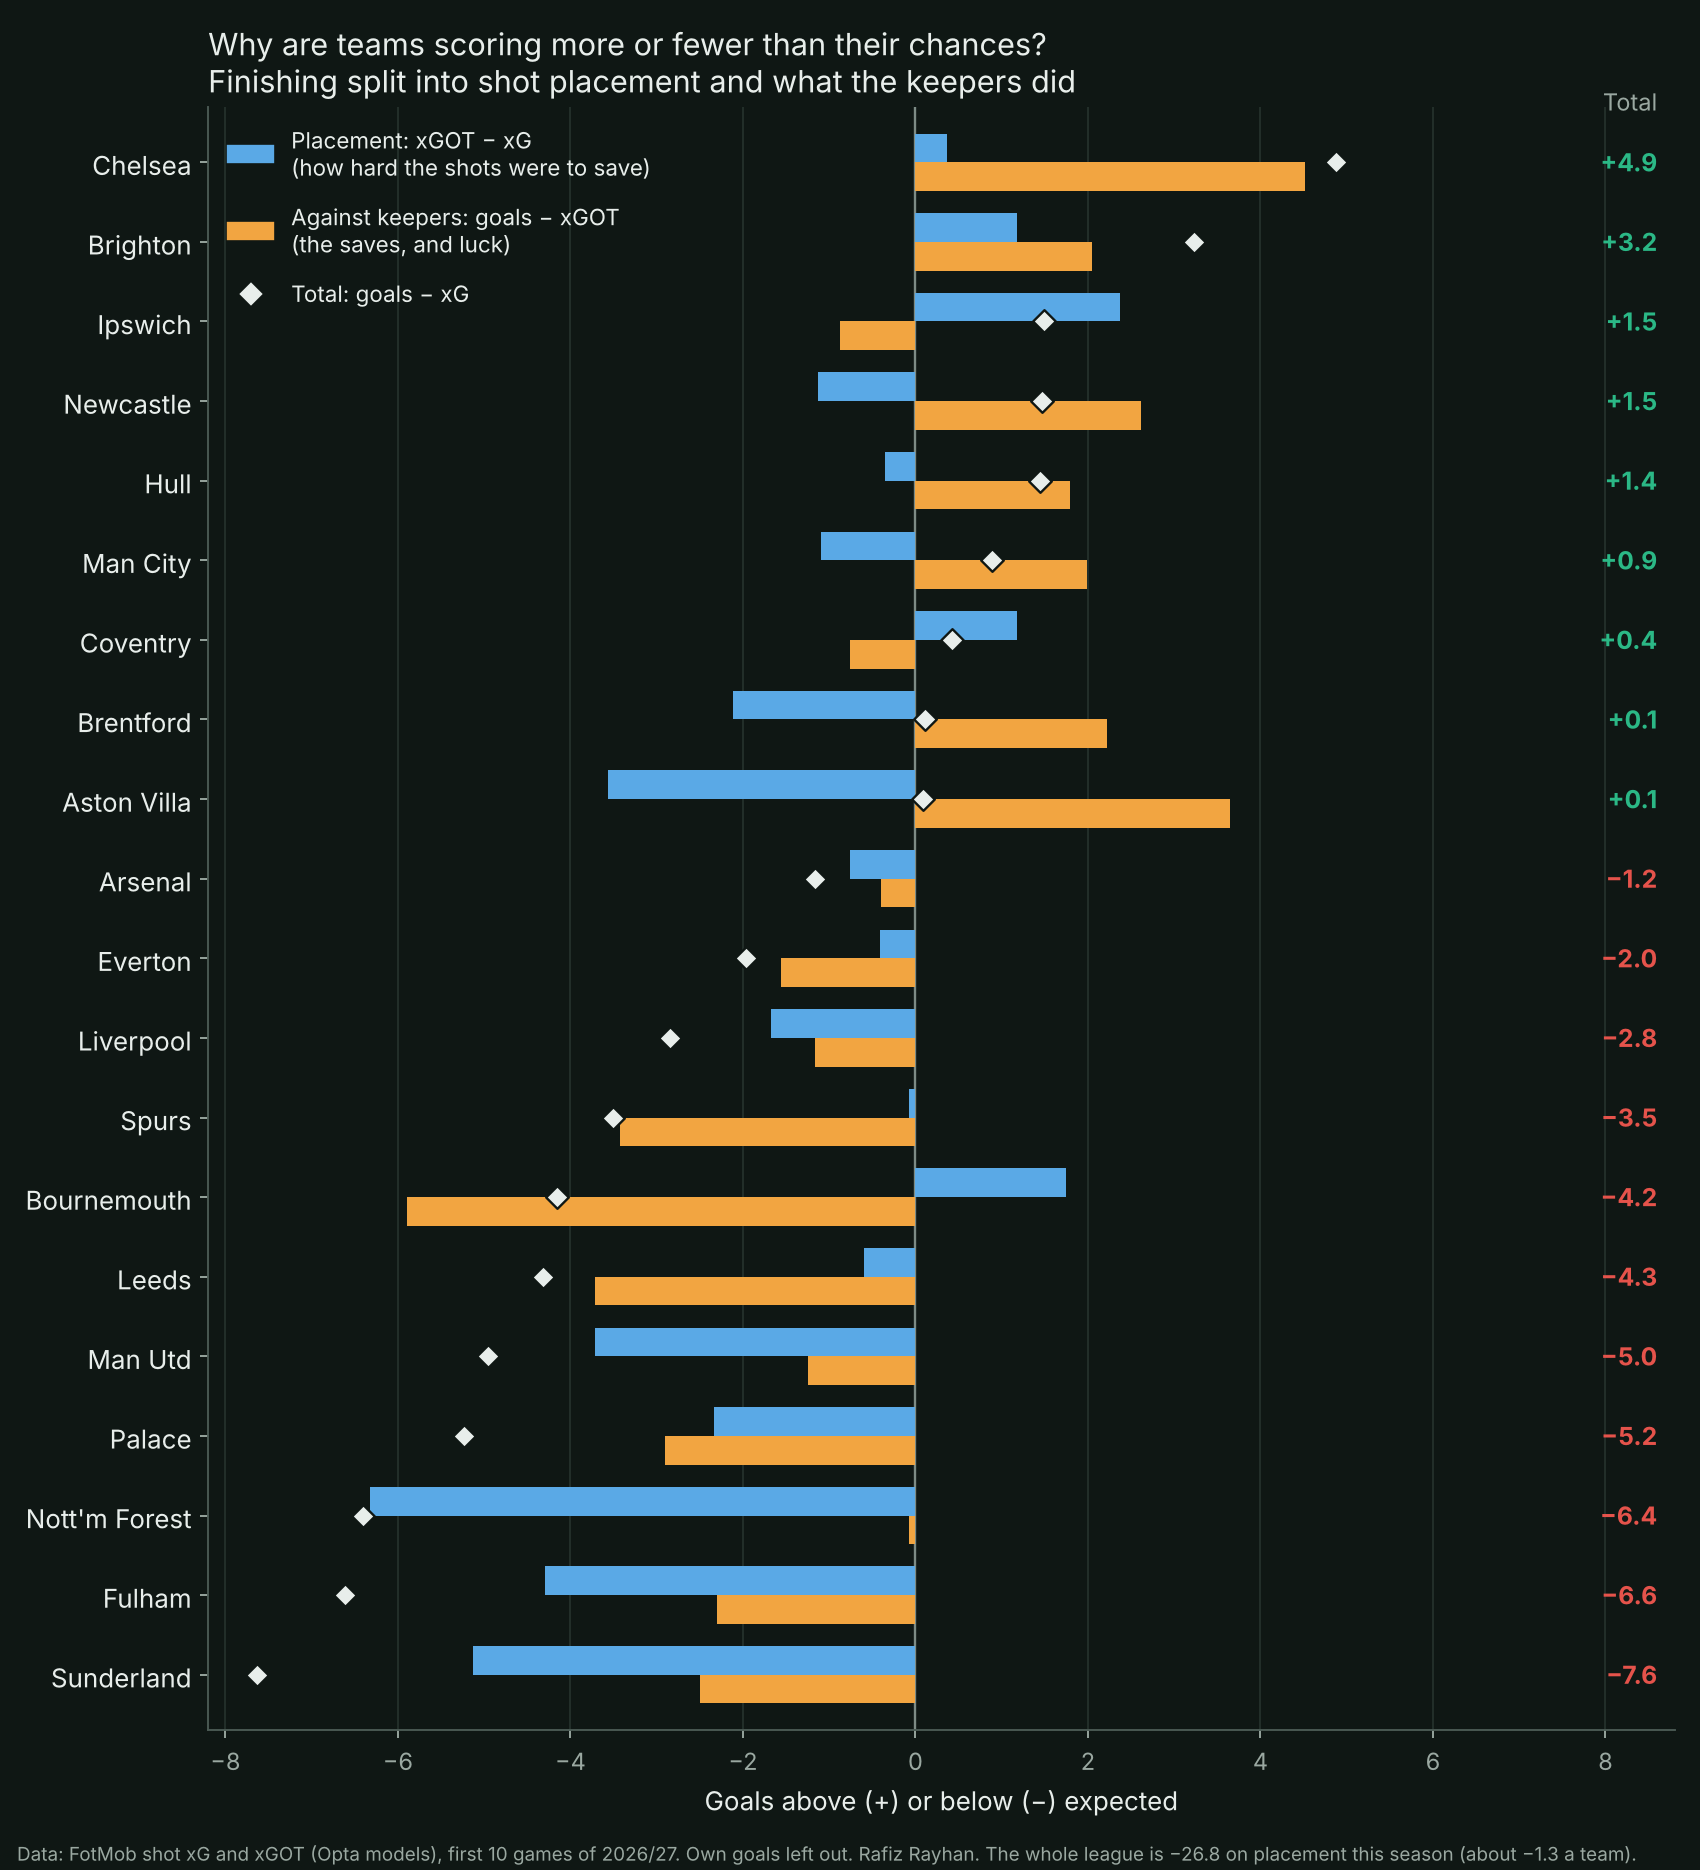 Why are teams scoring more or fewer than their chances?
Finishing split into shot placement and what the keepers did
Total
Placement: xGOT − xG
(how hard the shots were to save)
Against keepers: goals − xGOT
(the saves, and luck)
Total: goals − xG
Chelsea +4.9
Brighton +3.2
Ipswich +1.5
Newcastle +1.5
Hull +1.4
Man City +0.9
Coventry +0.4
Brentford +0.1
Aston Villa +0.1
Arsenal −1.2
Everton −2.0
Liverpool −2.8
Spurs −3.5
Bournemouth −4.2
Leeds −4.3
Man Utd −5.0
Palace −5.2
Nott'm Forest −6.4
Fulham −6.6
Sunderland −7.6
−8 −6 −4 −2 0 2 4 6 8
Goals above (+) or below (−) expected
Data: FotMob shot xG and xGOT (Opta models), first 10 games of 2026/27. Own goals left out. Rafiz Rayhan. The whole league is −26.8 on placement this season (about −1.3 a team).